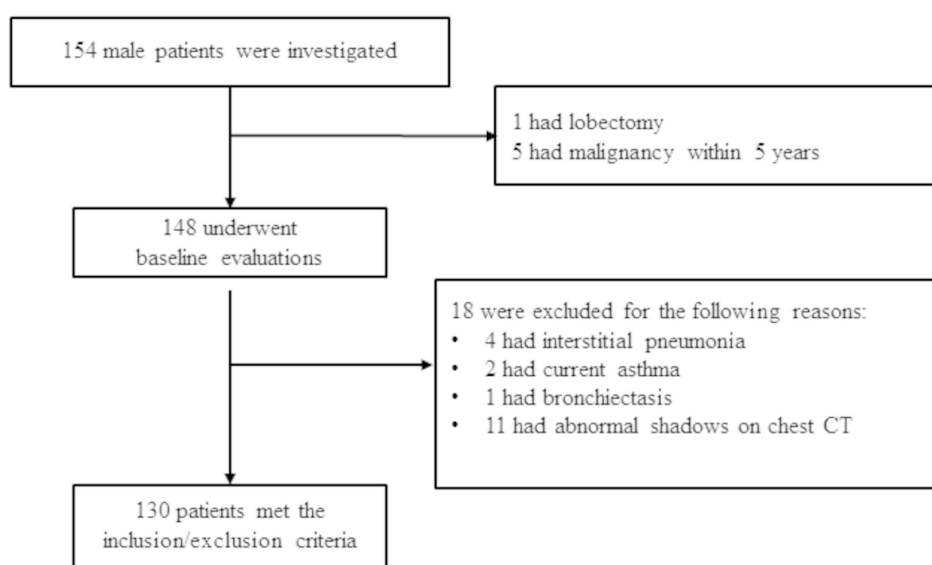 154 male patients were investigated
1 had lobectomy
5 had malignancy within 5 years
148 underwent
baseline evaluations
18 were excluded for the following reasons:
• 4 had interstitial pneumonia
• 2 had current asthma
• 1 had bronchiectasis
• 11 had abnormal shadows on chest CT
130 patients met the
inclusion/exclusion criteria